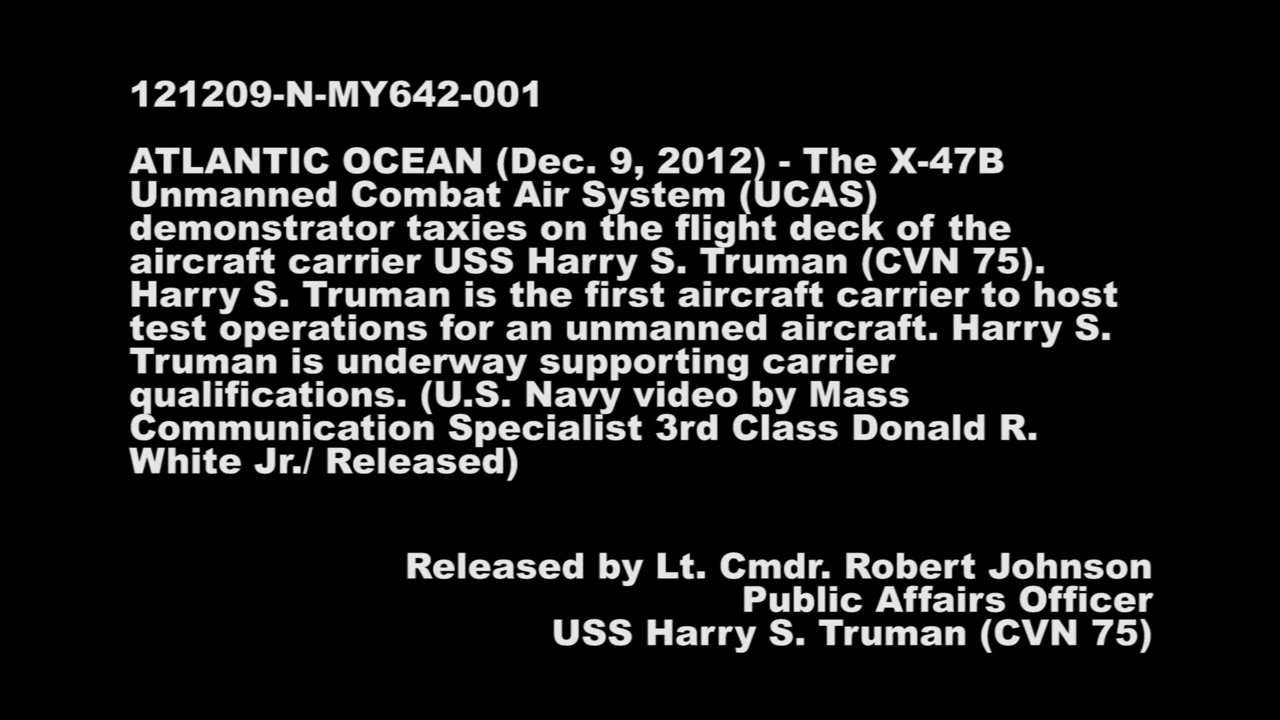 121209-N-MY642-001
ATLANTIC OCEAN (Dec. 9, 2012) - The X-47B
Unmanned Combat Air System (UCAS)
demonstrator taxies on the flight deck of the
aircraft carrier USS Harry S. Truman (CVN 75).
Harry S. Truman is the first aircraft carrier to host
test operations for an unmanned aircraft. Harry S.
Truman is underway supporting carrier
qualifications. (U.S. Navy video by Mass
Communication Specialist 3rd Class Donald R.
White Jr./ Released)
Released by Lt. Cmdr. Robert Johnson
Public Affairs Officer
USS Harry S. Truman (CVN 75)